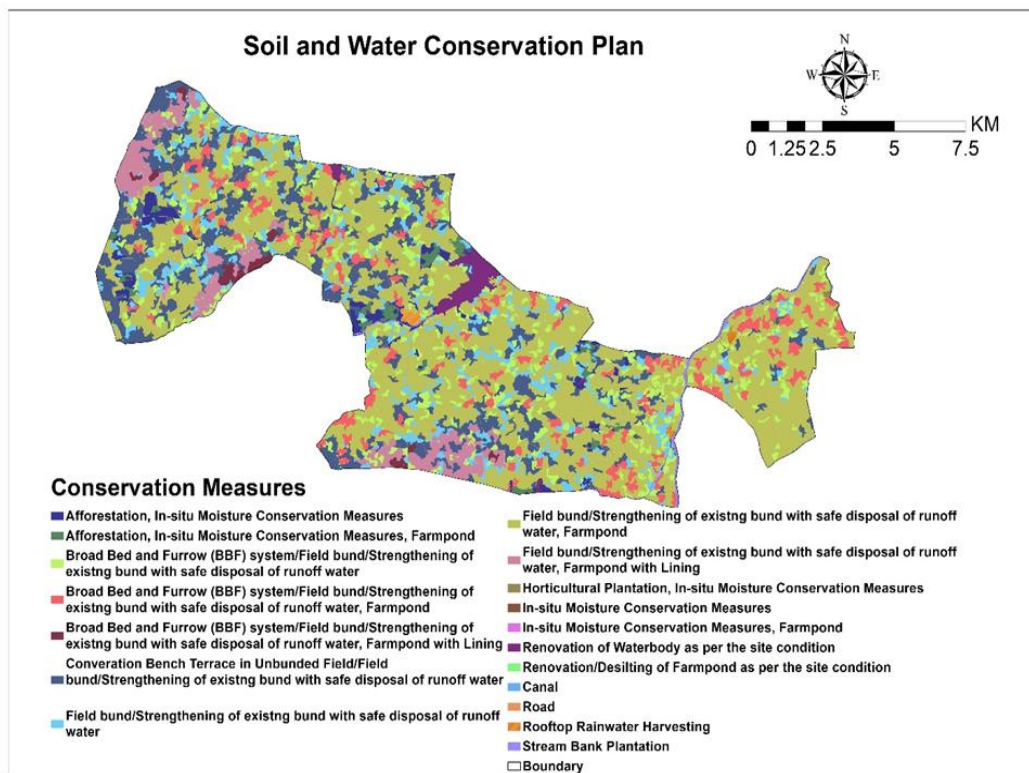 Soil and Water Conservation Plan
N
W E
S
KM
0 1.25 2.5 5 7.5
Conservation Measures
Afforestation, In-situ Moisture Conservation Measures
Afforestation, In-situ Moisture Conservation Measures, Farmpond
Broad Bed and Furrow (BBF) system/Field bund/Strengthening of
existng bund with safe disposal of runoff water
Broad Bed and Furrow (BBF) system/Field bund/Strengthening of
existng bund with safe disposal of runoff water, Farmpond
Broad Bed and Furrow (BBF) system/Field bund/Strengthening of
existng bund with safe disposal of runoff water, Farmpond with Lining
Converation Bench Terrace in Unbunded Field/Field
bund/Strengthening of existng bund with safe disposal of runoff water
Field bund/Strengthening of existng bund with safe disposal of runoff
water
Field bund/Strengthening of existng bund with safe disposal of runoff
water, Farmpond
Field bund/Strengthening of existng bund with safe disposal of runoff
water, Farmpond with Lining
Horticultural Plantation, In-situ Moisture Conservation Measures
In-situ Moisture Conservation Measures
In-situ Moisture Conservation Measures, Farmpond
Renovation of Waterbody as per the site condition
Renovation/Desilting of Farmpond as per the site condition
Canal
Road
Rooftop Rainwater Harvesting
Stream Bank Plantation
Boundary